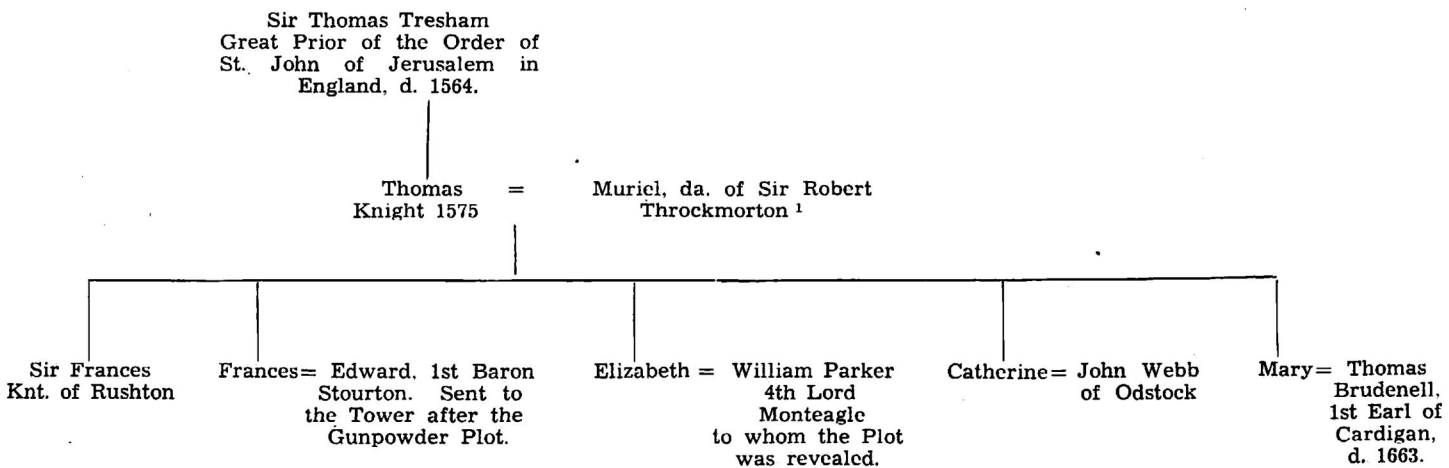 Sir Thomas Tresham
Great Prior of the Order of
St. John of Jerusalem in
England, d. 1564.
Thomas = Muriel, da. of Sir Robert
Knight 1575 Throckmorton ¹
Sir Frances
Knt. of Rushton
Frances= Edward, 1st Baron
Stourton. Sent to
the Tower after the
Gunpowder Plot.
Elizabeth = William Parker
4th Lord
Monteagle
to whom the Plot
was revealed.
Catherine= John Webb
of Odstock
Mary= Thomas
Brudenell,
1st Earl of
Cardigan,
d. 1663.